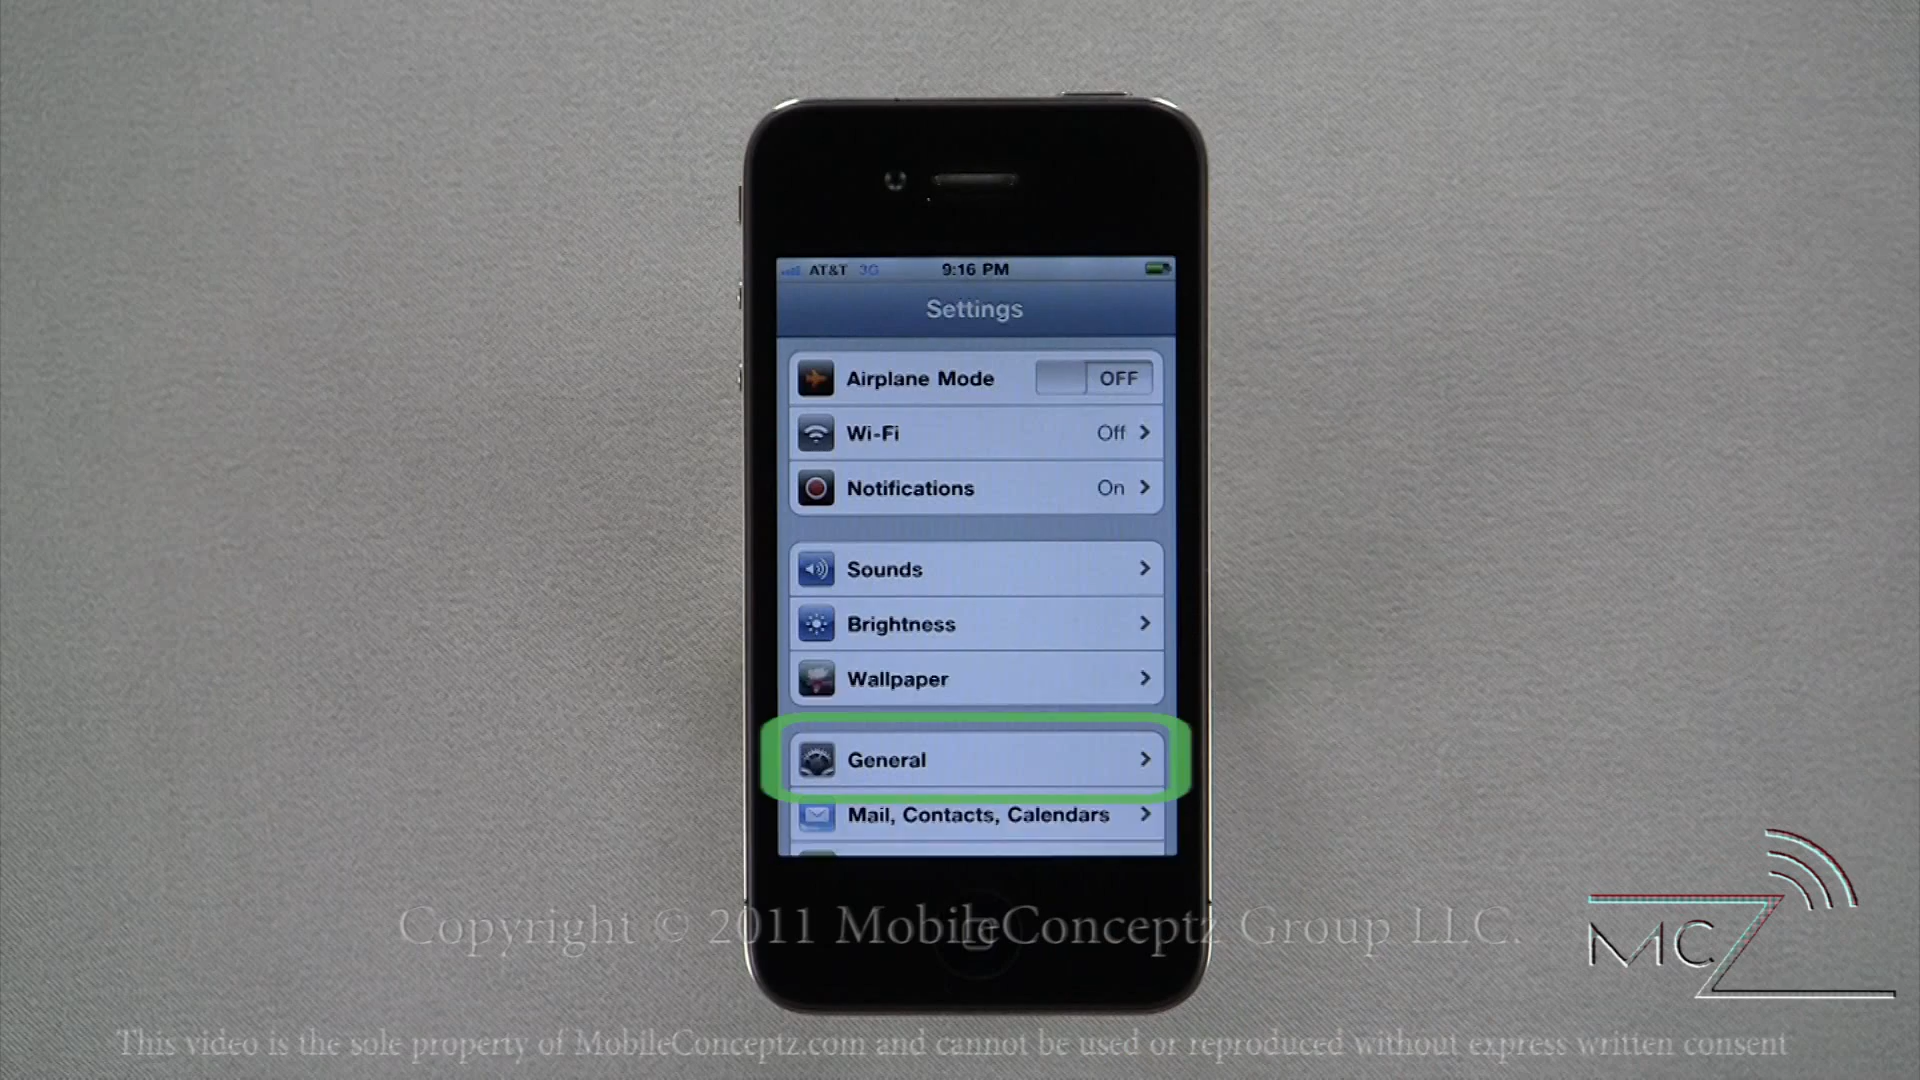 AT&T 3G 9:16 PM
Settings
Airplane Mode OFF
Wi-Fi Off
Notifications On
Sounds
Brightness
Wallpaper
General
Mail, Contacts, Calendars
Copyright © 2011 MobileConceptz Group LLC.
MCZ
This video is the sole property of MobileConceptz.com and cannot be used or reproduced without express written consent